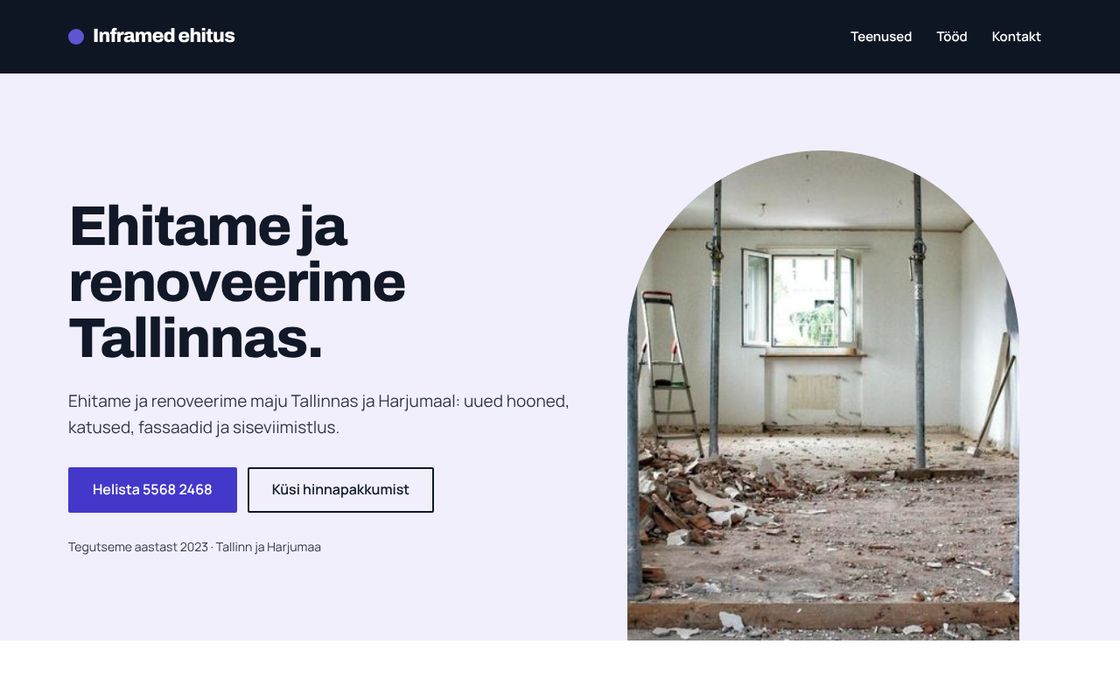 Inframed ehitus
Teenused Tööd Kontakt
Ehitame ja
renoveerime
Tallinnas.
Ehitame ja renoveerime maju Tallinnas ja Harjumaal: uued hooned,
katused, fassaadid ja siseviimistlus.
Helista 5568 2468 Küsi hinnapakkumist
Tegutseme aastast 2023 · Tallinn ja Harjumaa